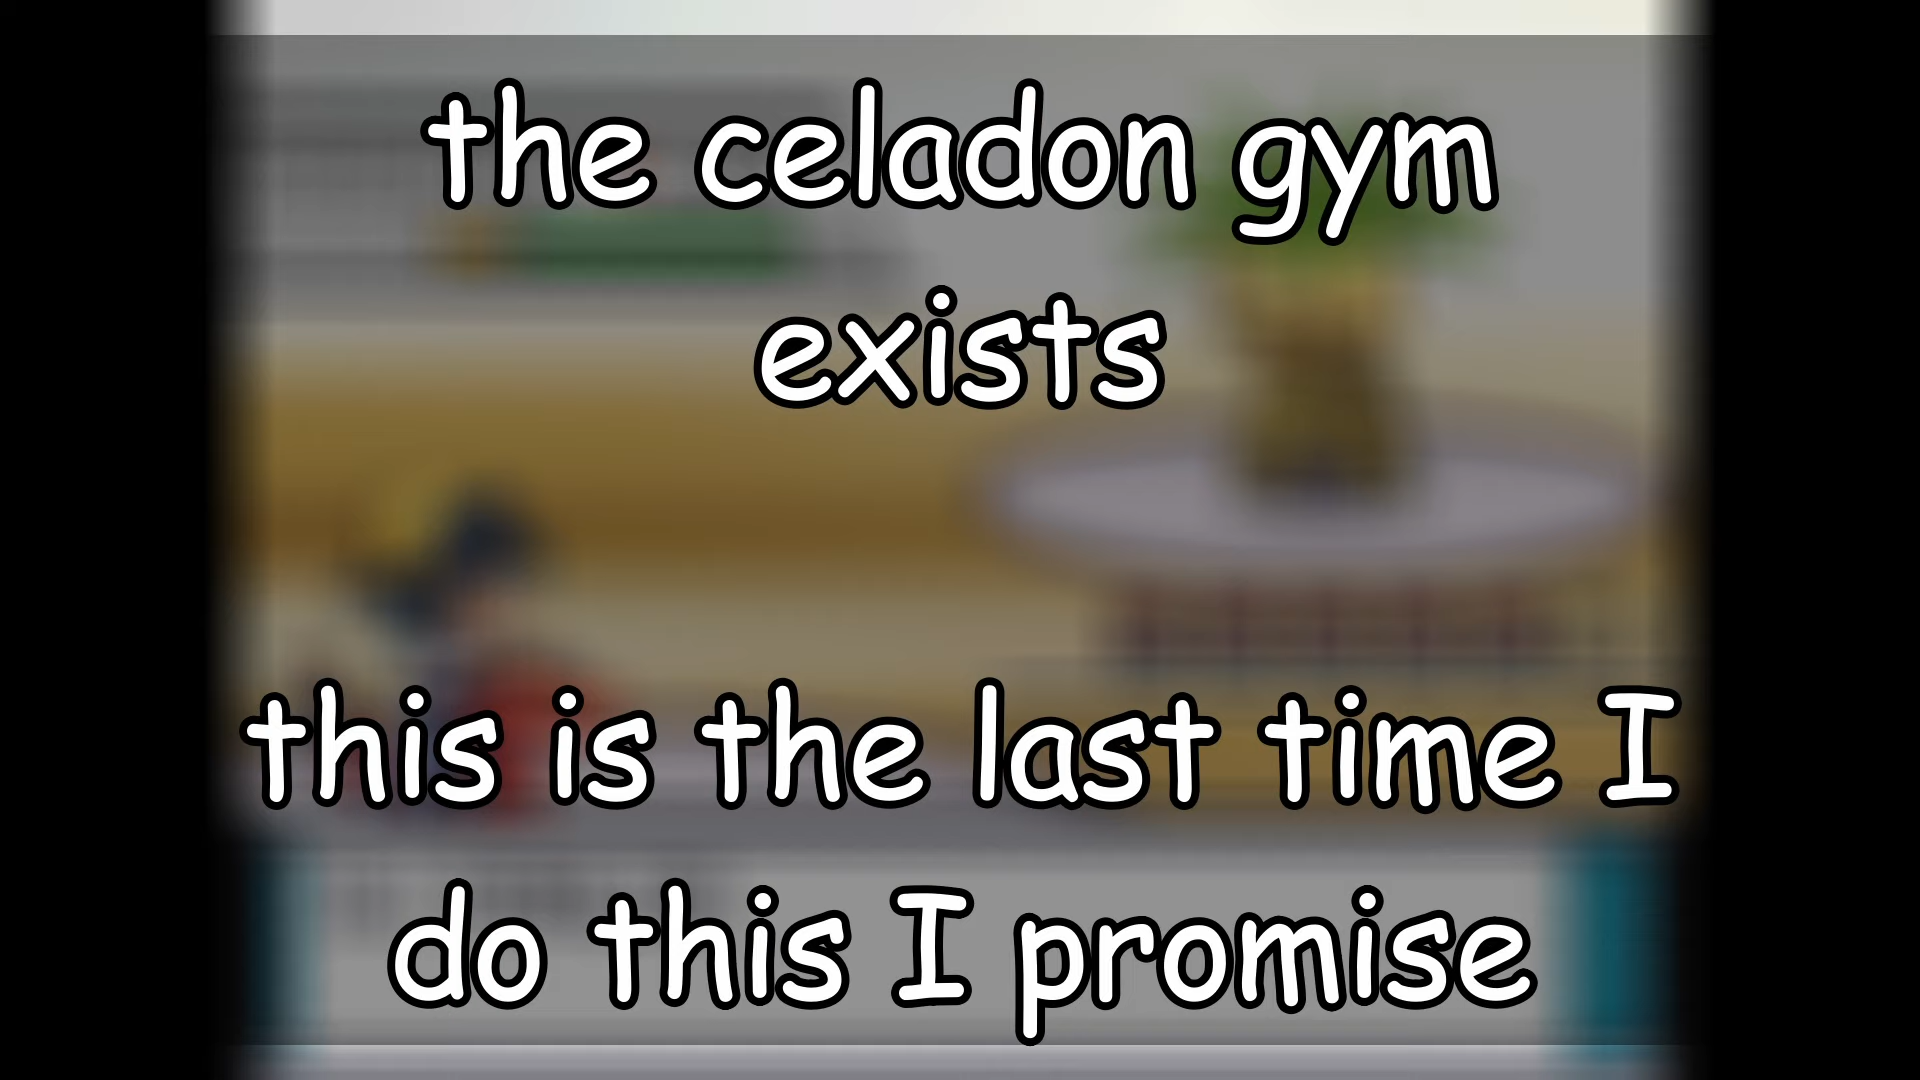 the celadon gym
exists
this is the last time I
do this I promise